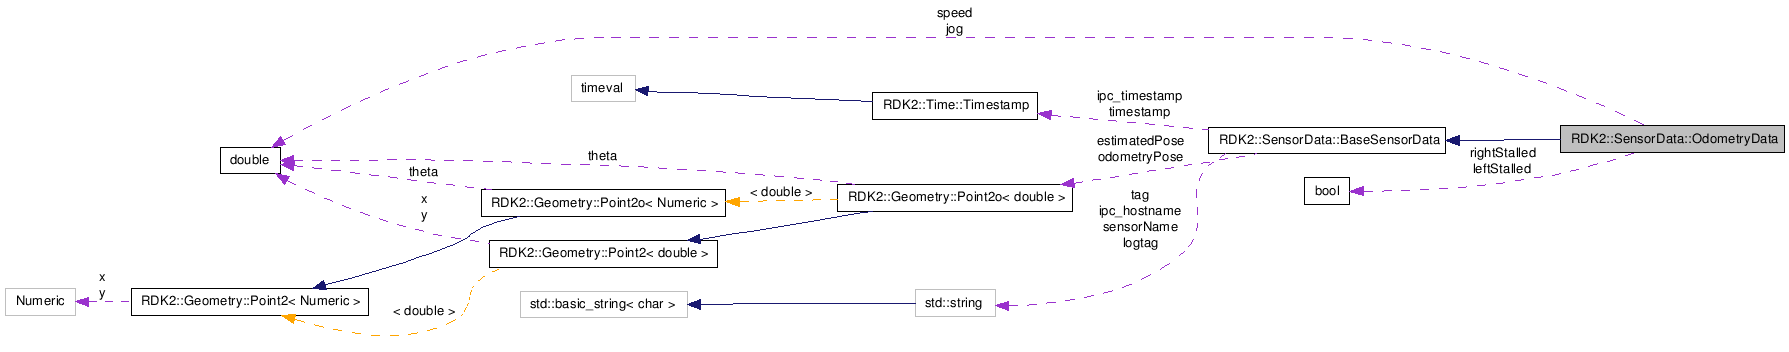 speed
jog
timeval
RDK2::Time::Timestamp
ipc_timestamp
timestamp
RDK2::SensorData::BaseSensorData
RDK2::SensorData::OdometryData
double
theta
estimatedPose
odometryPose
rightStalled
leftStalled
theta
< double >
bool
x
y
RDK2::Geometry::Point2o< Numeric >
RDK2::Geometry::Point2o< double >
tag
ipc_hostname
sensorName
logtag
RDK2::Geometry::Point2< double >
x
y
Numeric
RDK2::Geometry::Point2< Numeric >
< double >
std::basic_string< char >
std::string